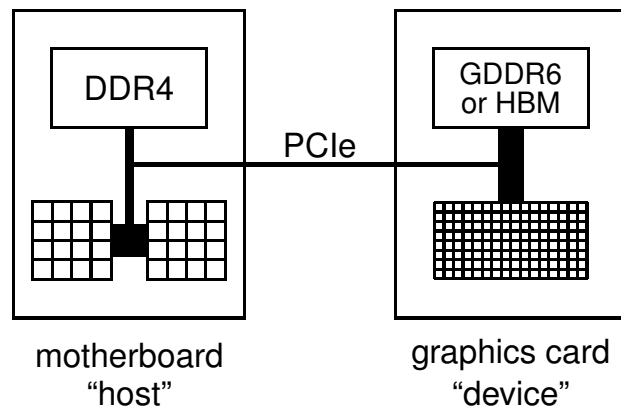 DDR4
GDDR6
or HBM
PCIe
motherboard
“host”
graphics card
“device”